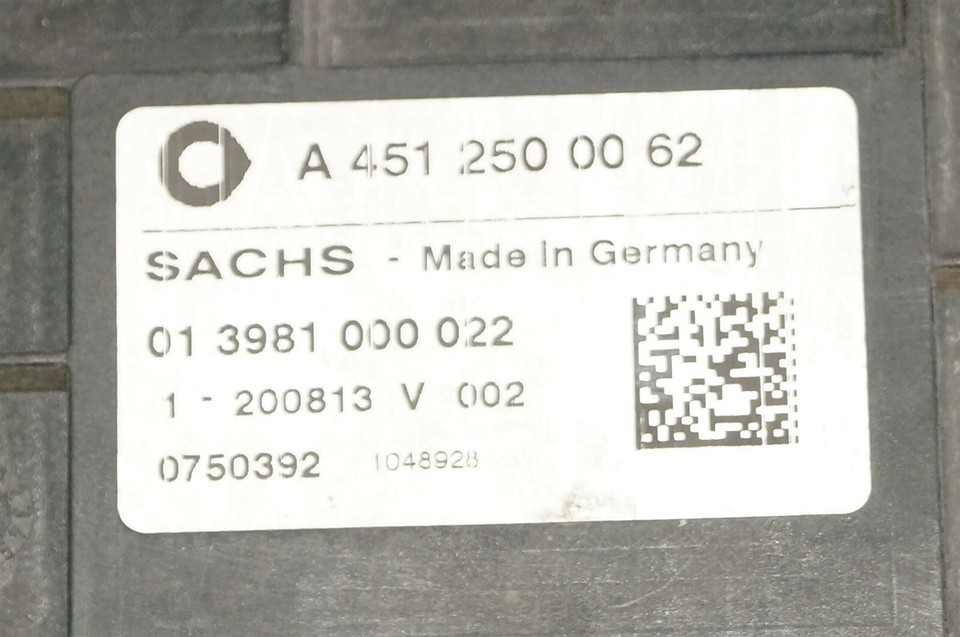 A 451 250 00 62
SACHS - Made In Germany
01 3981 000 022
1 - 200813 V 002
0750392 1048928